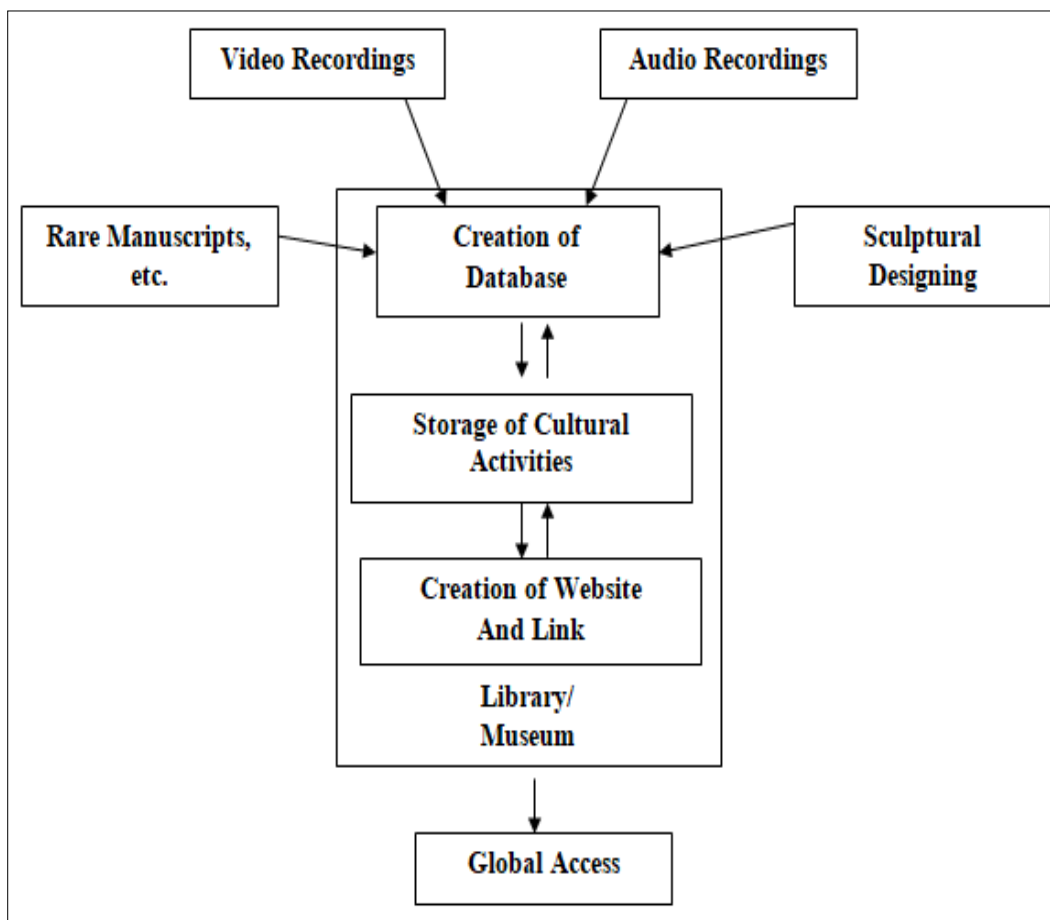 Video Recordings
Audio Recordings
Rare Manuscripts,
etc.
Creation of
Database
Sculptural
Designing
Storage of Cultural
Activities
Creation of Website
And Link
Library/
Museum
Global Access